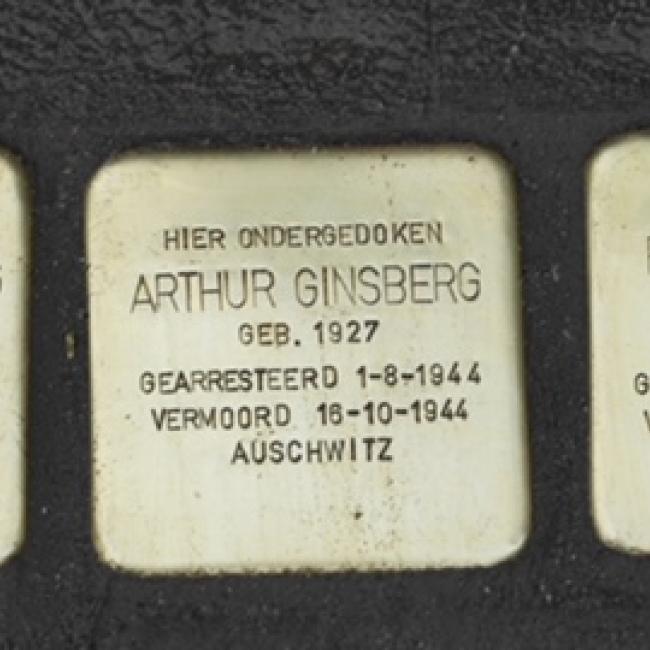 HIER ONDERGEDOKEN
ARTHUR GINSBERG
GEB. 1927
GEARRESTEERD 1-8-1944
VERMOORD 16-10-1944
AUSCHWITZ